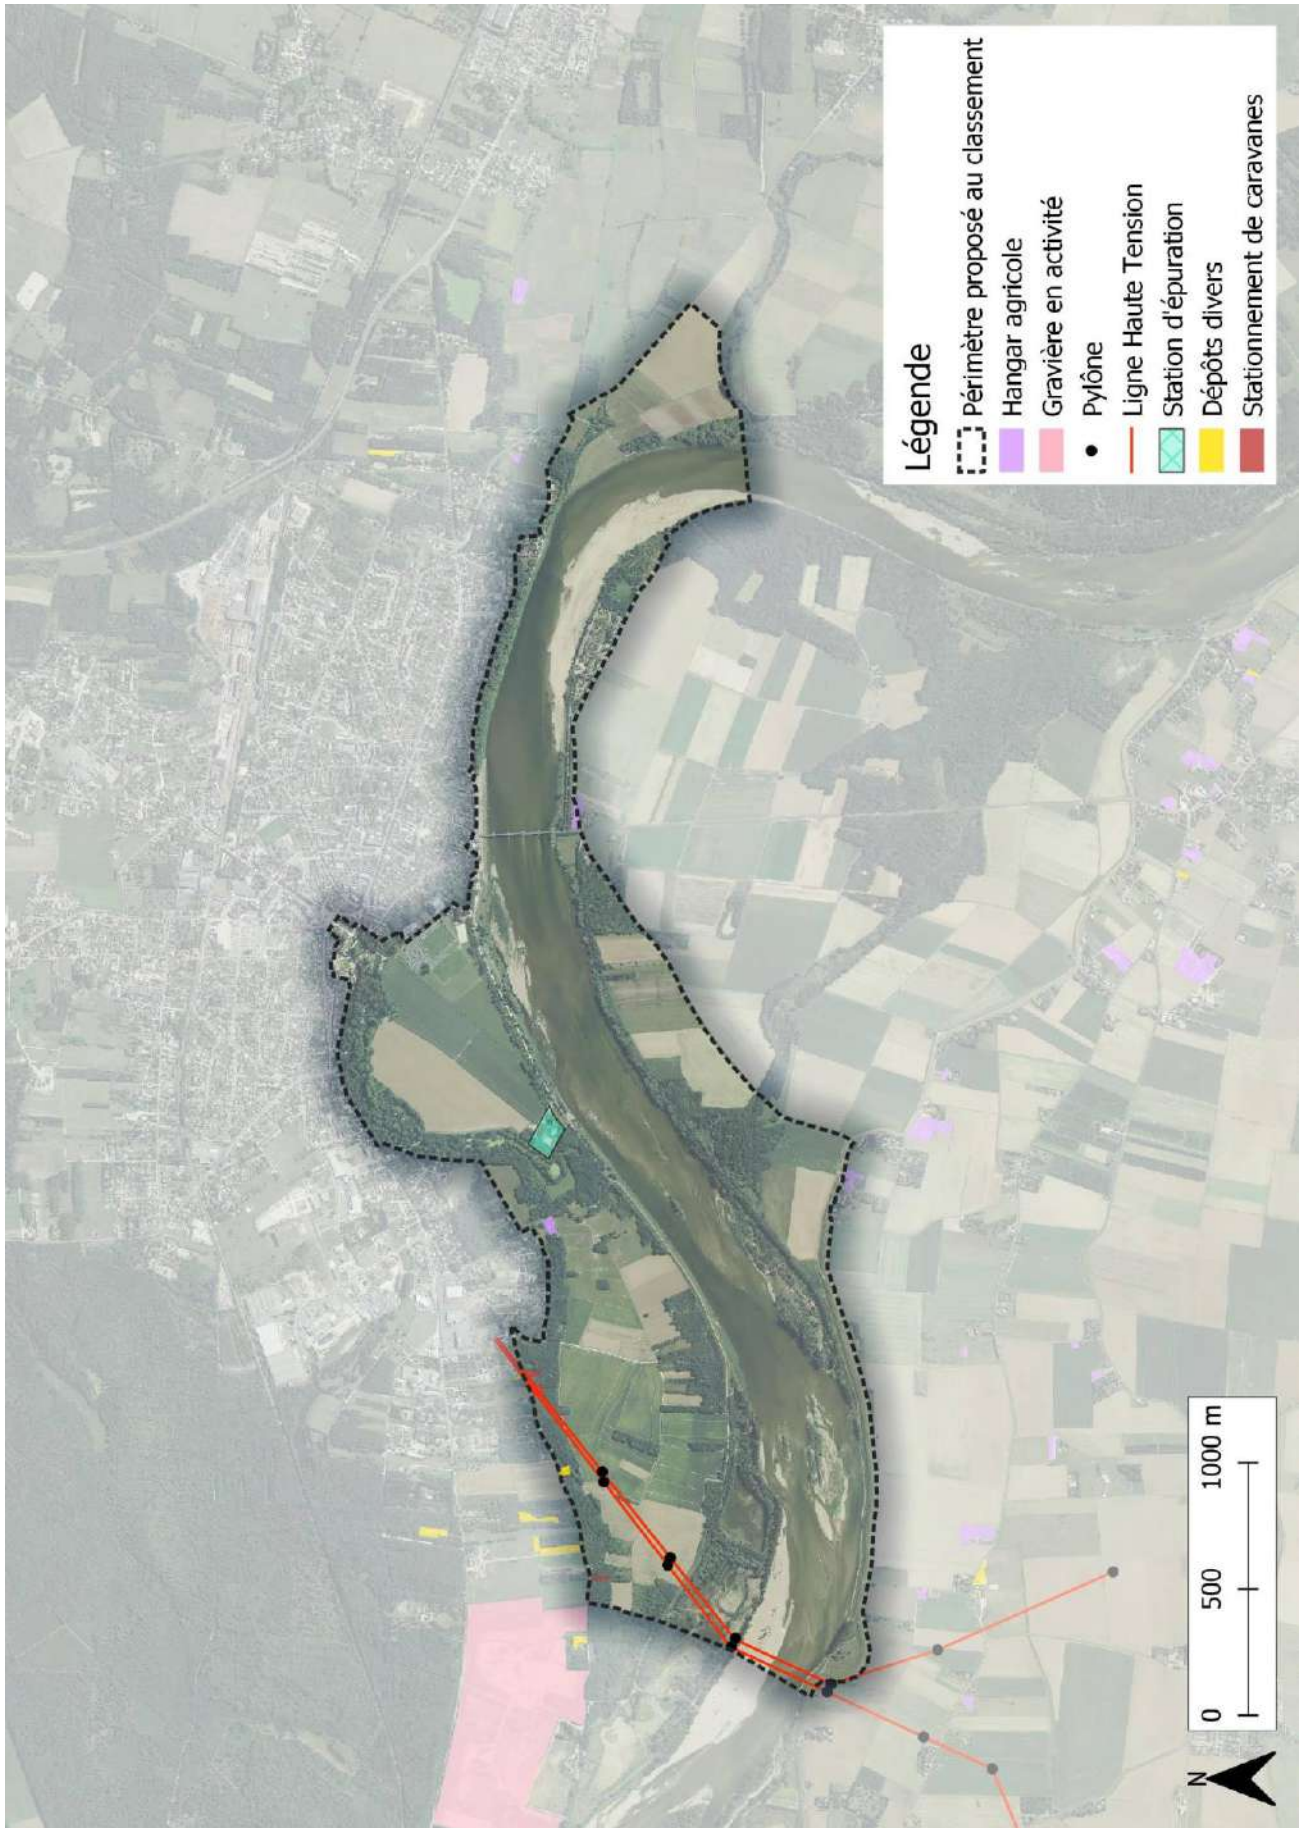 Légende
Périmètre proposé au classement
Hangar agricole
Gravière en activité
Pylône
Ligne Haute Tension
Station d'épuration
Dépôts divers
Stationnement de caravanes
N
0 500 1000 m